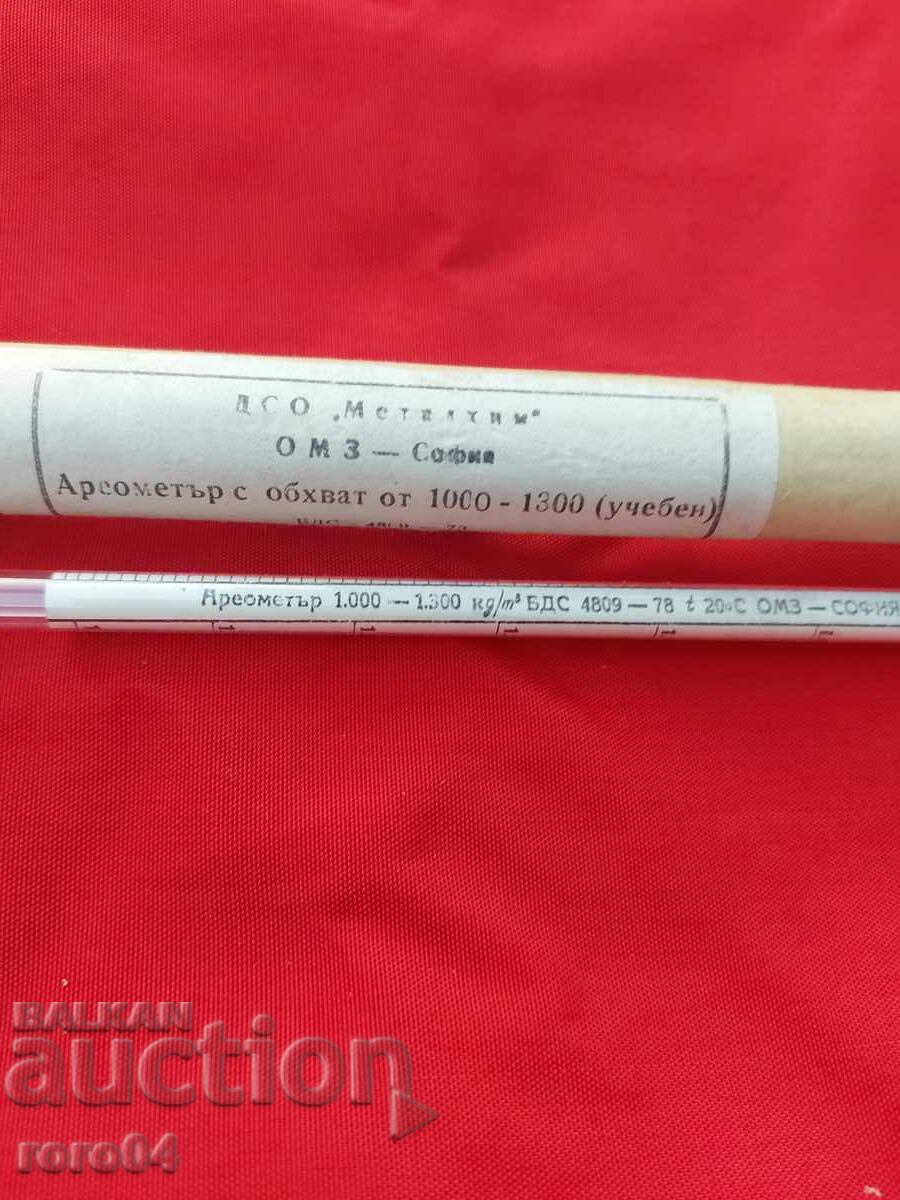 ДСО „Металхим“
ОМЗ — София
Ареометър с обхват от 1000 - 1300 (учебен)
Ареометър 1.000 — 1.300 kg/m³ БДС 4809 — 78 t 20°C ОМЗ — СОФИЯ
BALKAN
auction
roro04